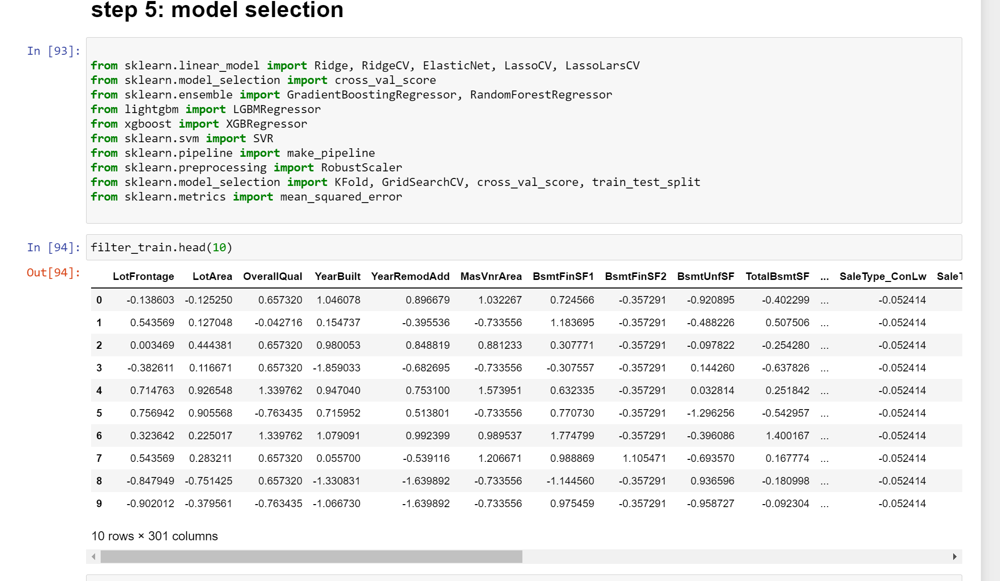 step 5: model selection
In [93]:
from sklearn.linear_model import Ridge, RidgeCV, ElasticNet, LassoCV, LassoLarsCV
from sklearn.model_selection import cross_val_score
from sklearn.ensemble import GradientBoostingRegressor, RandomForestRegressor
from lightgbm import LGBMRegressor
from xgboost import XGBRegressor
from sklearn.svm import SVR
from sklearn.pipeline import make_pipeline
from sklearn.preprocessing import RobustScaler
from sklearn.model_selection import KFold, GridSearchCV, cross_val_score, train_test_split
from sklearn.metrics import mean_squared_error
In [94]: filter_train.head(10)
Out[94]:
LotFrontage LotArea OverallQual YearBuilt YearRemodAdd MasVnrArea BsmtFinSF1 BsmtFinSF2 BsmtUnfSF TotalBsmtSF ... SaleType_ConLw SaleT
0 -0.138603 -0.125250 0.657320 1.046078 0.896679 1.032267 0.724566 -0.357291 -0.920895 -0.402299 ... -0.052414
1 0.543569 0.127048 -0.042716 0.154737 -0.395536 -0.733556 1.183695 -0.357291 -0.488226 0.507506 ... -0.052414
2 0.003469 0.444381 0.657320 0.980053 0.848819 0.881233 0.307771 -0.357291 -0.097822 -0.254280 ... -0.052414
3 -0.382611 0.116671 0.657320 -1.859033 -0.682695 -0.733556 -0.307557 -0.357291 0.144260 -0.637826 ... -0.052414
4 0.714763 0.926548 1.339762 0.947040 0.753100 1.573951 0.632335 -0.357291 0.032814 0.251842 ... -0.052414
5 0.756942 0.905568 -0.763435 0.715952 0.513801 -0.733556 0.770730 -0.357291 -1.296256 -0.542957 ... -0.052414
6 0.323642 0.225017 1.339762 1.079091 0.992399 0.989537 1.774799 -0.357291 -0.396086 1.400167 ... -0.052414
7 0.543569 0.283211 0.657320 0.055700 -0.539116 1.206671 0.988869 1.105471 -0.693570 0.167774 ... -0.052414
8 -0.847949 -0.751425 0.657320 -1.330831 -1.639892 -0.733556 -1.144560 -0.357291 0.936596 -0.180998 ... -0.052414
9 -0.902012 -0.379561 -0.763435 -1.066730 -1.639892 -0.733556 0.975459 -0.357291 -0.958727 -0.092304 ... -0.052414
10 rows × 301 columns